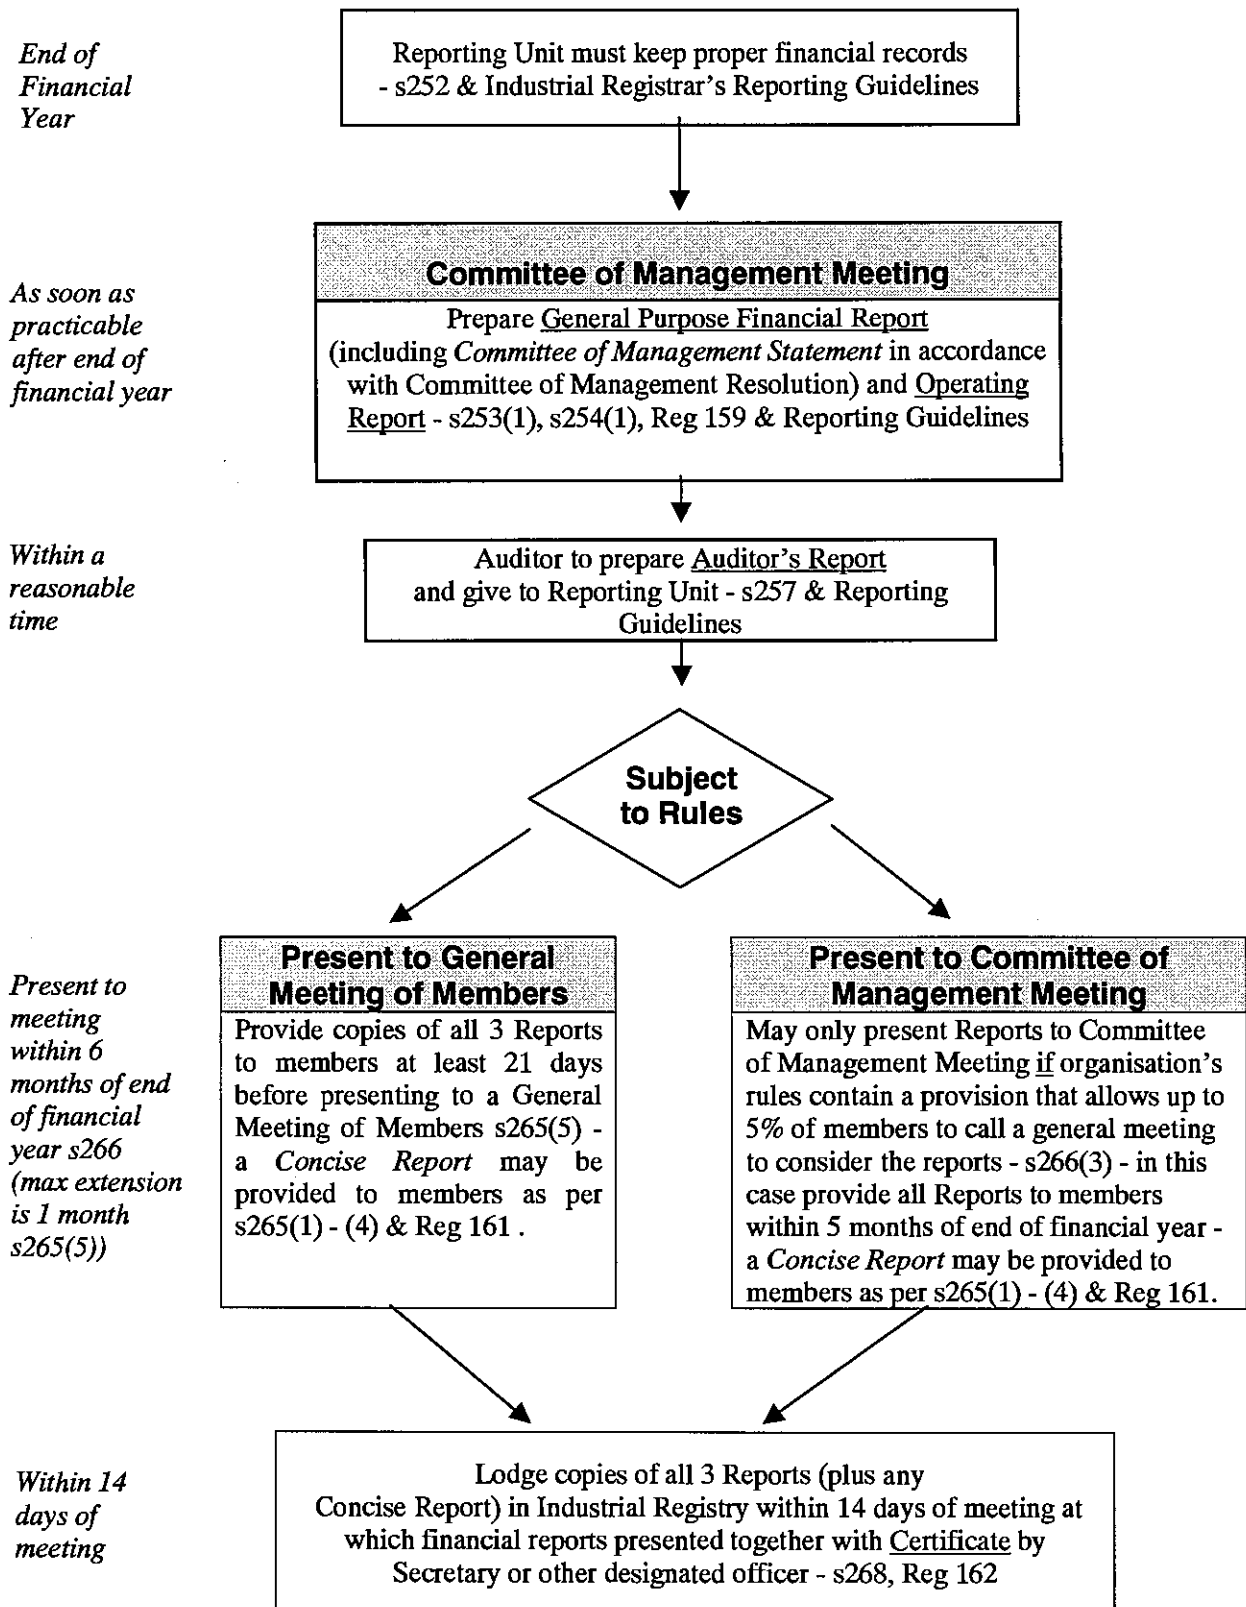 End of
Financial
Year
Reporting Unit must keep proper financial records
- s252 & Industrial Registrar's Reporting Guidelines
As soon as
practicable
after end of
financial year
Committee of Management Meeting
Prepare General Purpose Financial Report
(including Committee of Management Statement in accordance
with Committee of Management Resolution) and Operating
Report - s253(1), s254(1), Reg 159 & Reporting Guidelines
Within a
reasonable
time
Auditor to prepare Auditor's Report
and give to Reporting Unit - s257 & Reporting
Guidelines
Subject
to Rules
Present to
meeting
within 6
months of end
of financial
year s266
(max extension
is 1 month
s265(5))
Present to General
Meeting of Members
Provide copies of all 3 Reports
to members at least 21 days
before presenting to a General
Meeting of Members s265(5) -
a Concise Report may be
provided to members as per
s265(1) - (4) & Reg 161 .
Present to Committee of
Management Meeting
May only present Reports to Committee
of Management Meeting if organisation's
rules contain a provision that allows up to
5% of members to call a general meeting
to consider the reports - s266(3) - in this
case provide all Reports to members
within 5 months of end of financial year -
a Concise Report may be provided to
members as per s265(1) - (4) & Reg 161.
Within 14
days of
meeting
Lodge copies of all 3 Reports (plus any
Concise Report) in Industrial Registry within 14 days of meeting at
which financial reports presented together with Certificate by
Secretary or other designated officer - s268, Reg 162